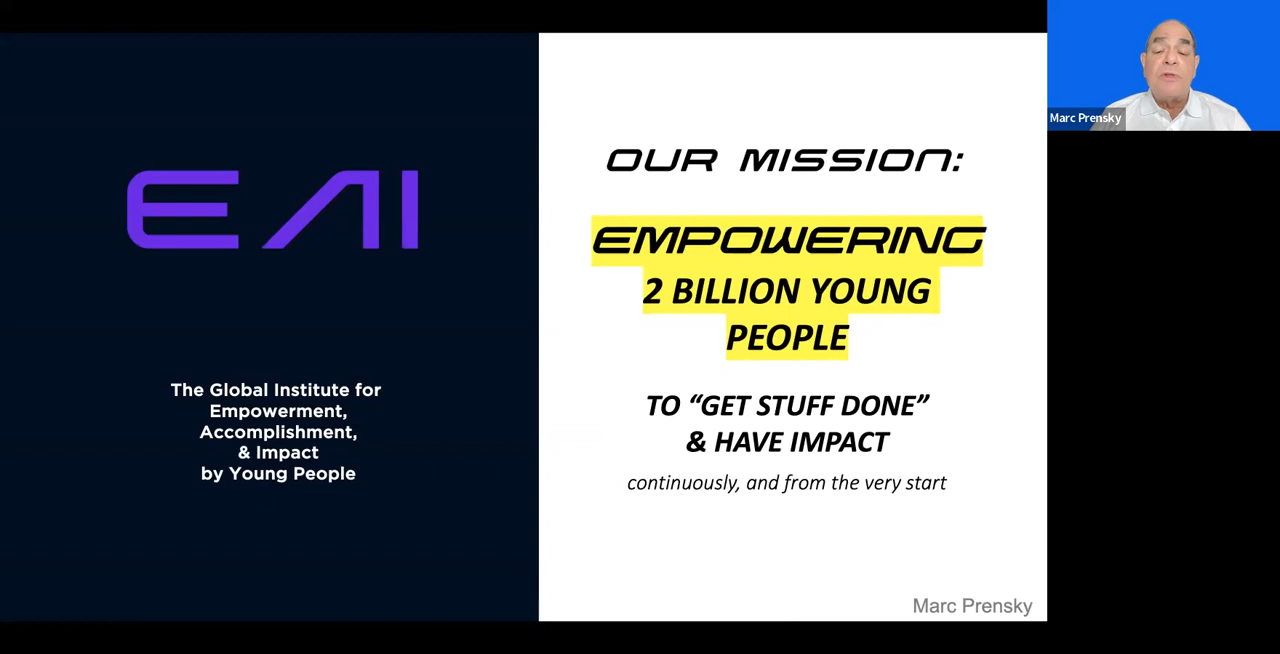 EAI
The Global Institute for
Empowerment,
Accomplishment,
& Impact
by Young People
OUR MISSION:
EMPOWERING
2 BILLION YOUNG
PEOPLE
TO “GET STUFF DONE”
& HAVE IMPACT
continuously, and from the very start
Marc Prensky
Marc Prensky